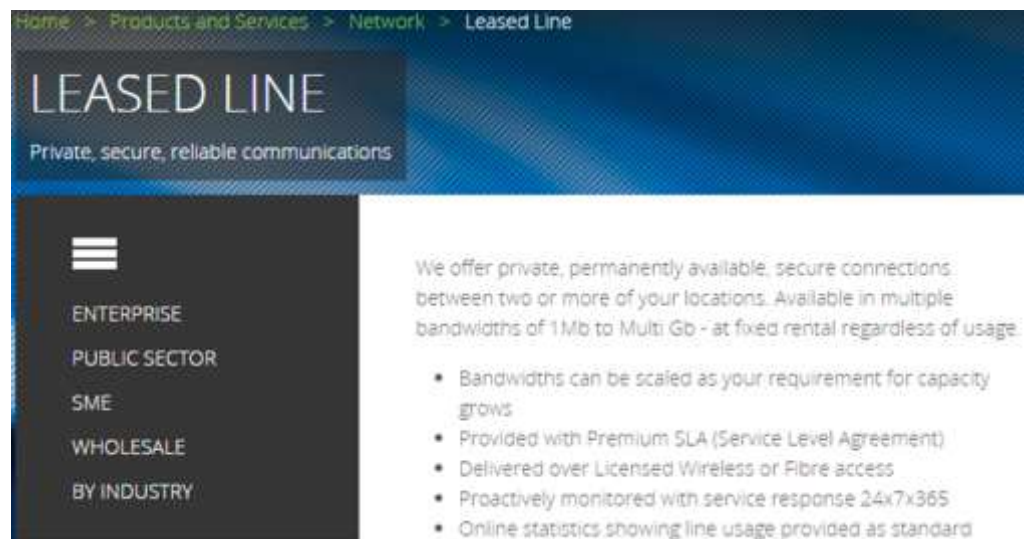 Home > Products and Services > Network > Leased Line
LEASED LINE
Private, secure, reliable communications
ENTERPRISE
PUBLIC SECTOR
SME
WHOLESALE
BY INDUSTRY
We offer private, permanently available, secure connections
between two or more of your locations. Available in multiple
bandwidths of 1Mb to Multi Gb - at fixed rental regardless of usage.
• Bandwidths can be scaled as your requirement for capacity
grows
• Provided with Premium SLA (Service Level Agreement)
• Delivered over Licensed Wireless or Fibre access
• Proactively monitored with service response 24x7x365
• Online statistics showing line usage provided as standard